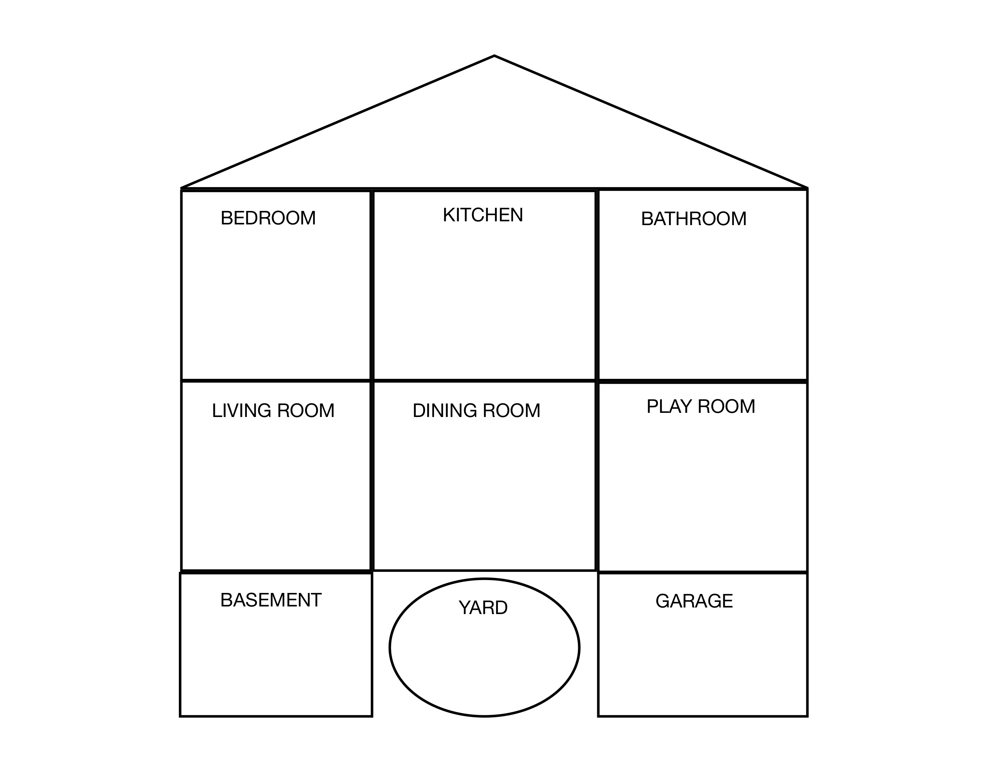 BEDROOM
KITCHEN
BATHROOM
LIVING ROOM
DINING ROOM
PLAY ROOM
BASEMENT
YARD
GARAGE